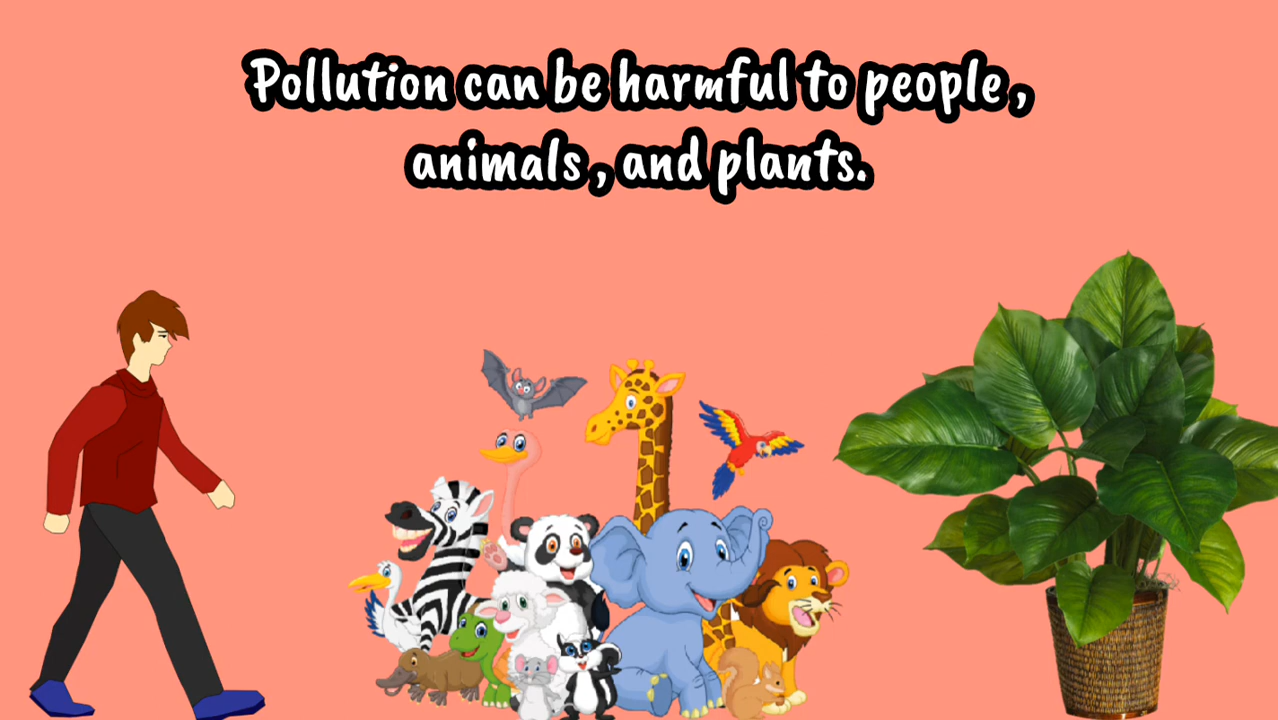 Pollution can be harmful to people ,
animals , and plants.